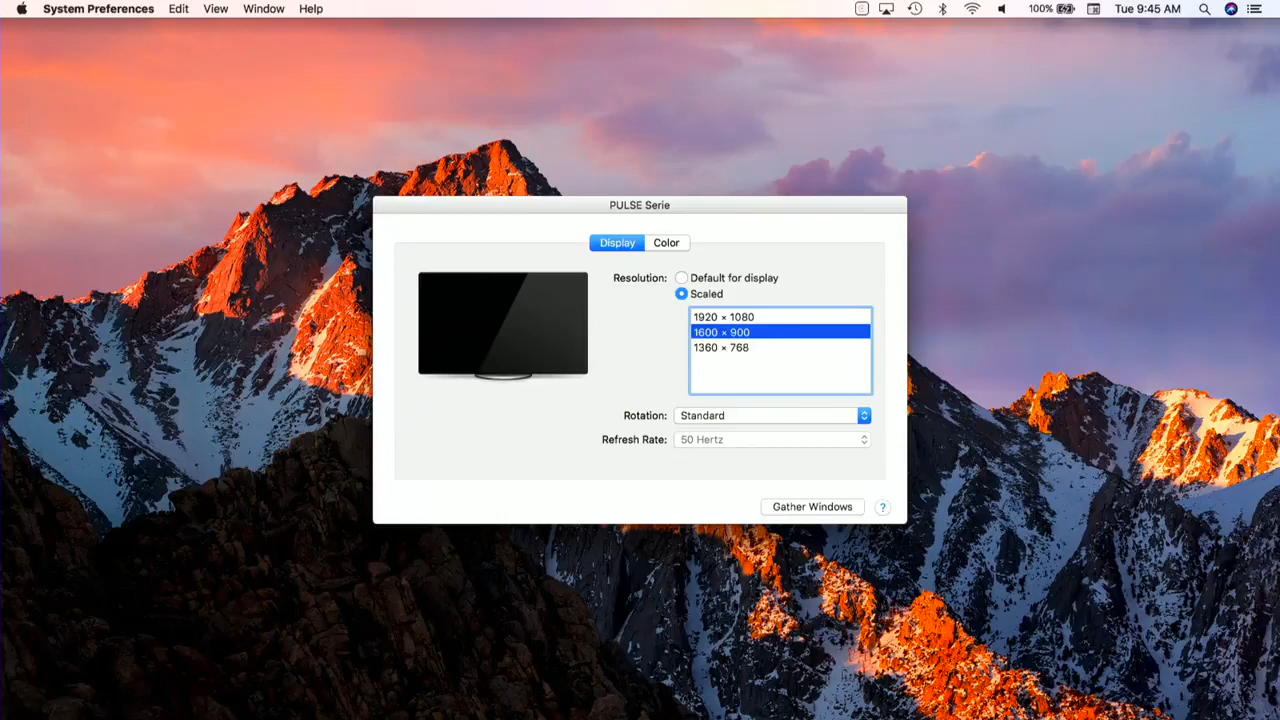 System Preferences Edit View Window Help 100% Tue 9:45 AM
PULSE Serie
Display Color
Resolution: Default for display
Scaled
1920 × 1080
1600 × 900
1360 × 768
Rotation: Standard
Refresh Rate: 50 Hertz
Gather Windows ?